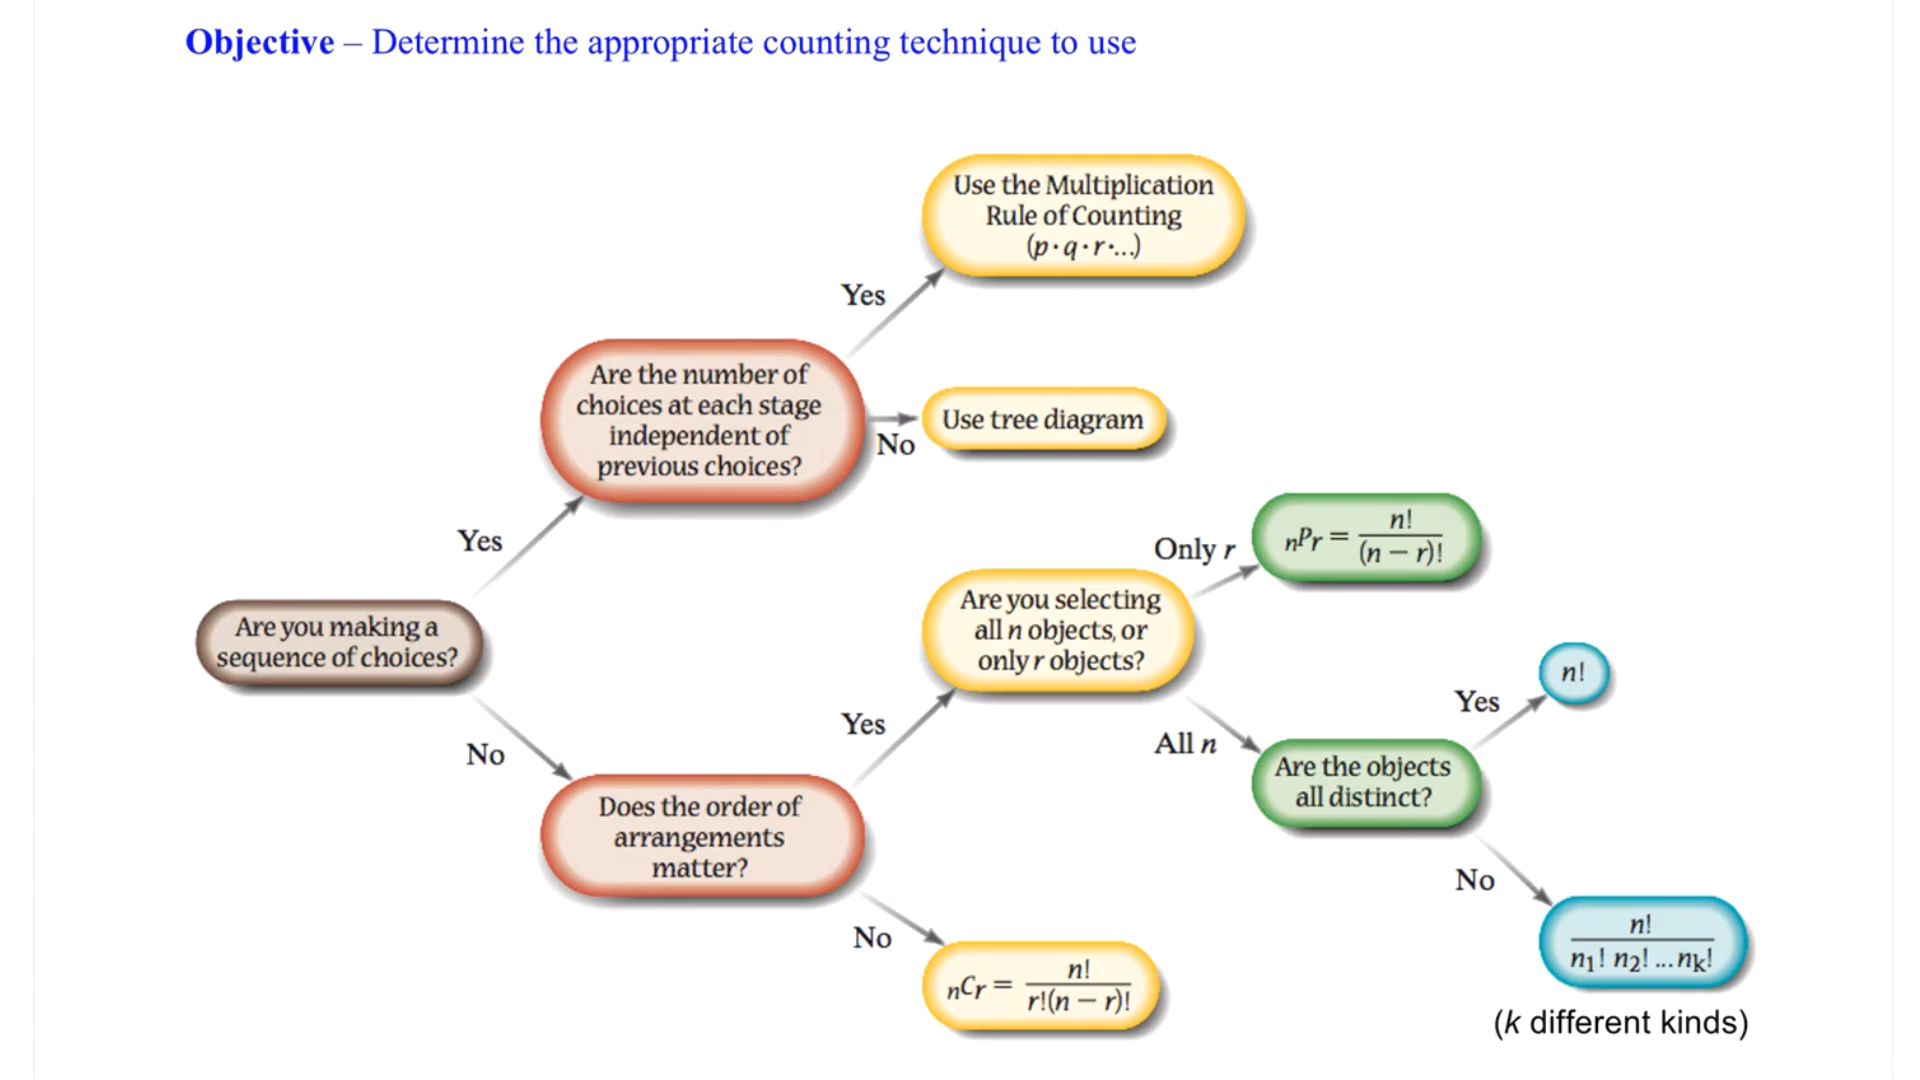 Objective – Determine the appropriate counting technique to use
Use the Multiplication
Rule of Counting
(p · q · r · ...)
Yes
Are the number of
choices at each stage
independent of
previous choices?
No
Use tree diagram
Yes
Are you making a
sequence of choices?
No
Does the order of
arrangements
matter?
Yes
Are you selecting
all n objects, or
only r objects?
Only r
nPr = n! / (n − r)!
All n
Are the objects
all distinct?
Yes
n!
No
n! / n₁! n₂! ... nₖ!
(k different kinds)
No
nCr = n! / r!(n − r)!